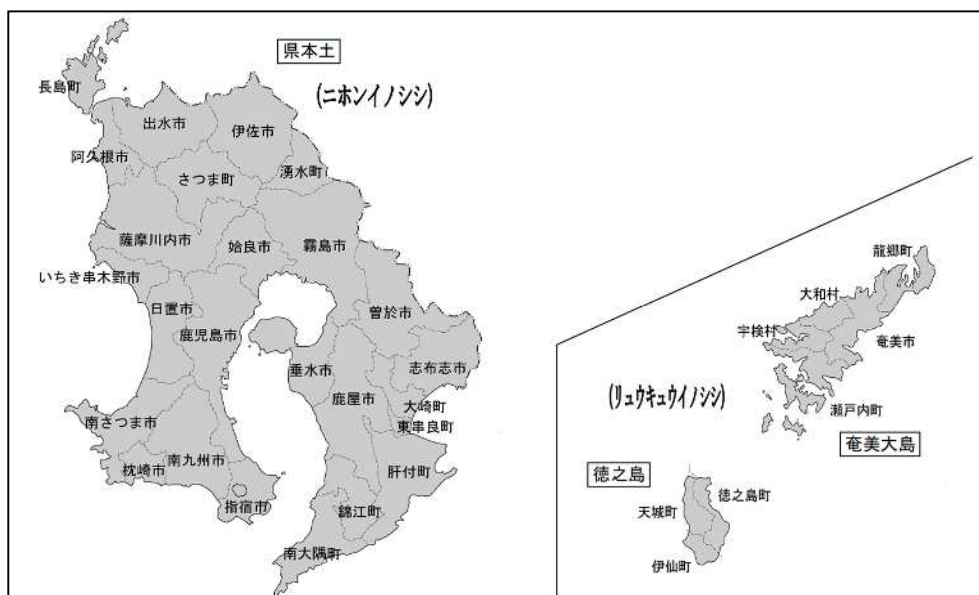 県本土
(ニホンイノシシ)
長島町
出水市
伊佐市
阿久根市
湧水町
さつま町
薩摩川内市
姶良市
霧島市
いちき串木野市
日置市
曽於市
鹿児島市
垂水市
志布志市
鹿屋市
大崎町
東串良町
南さつま市
南九州市
枕崎市
肝付町
指宿市
錦江町
南大隅町
龍郷町
大和村
宇検村
奄美市
(リュウキュウイノシシ)
瀬戸内町
奄美大島
徳之島
徳之島町
天城町
伊仙町